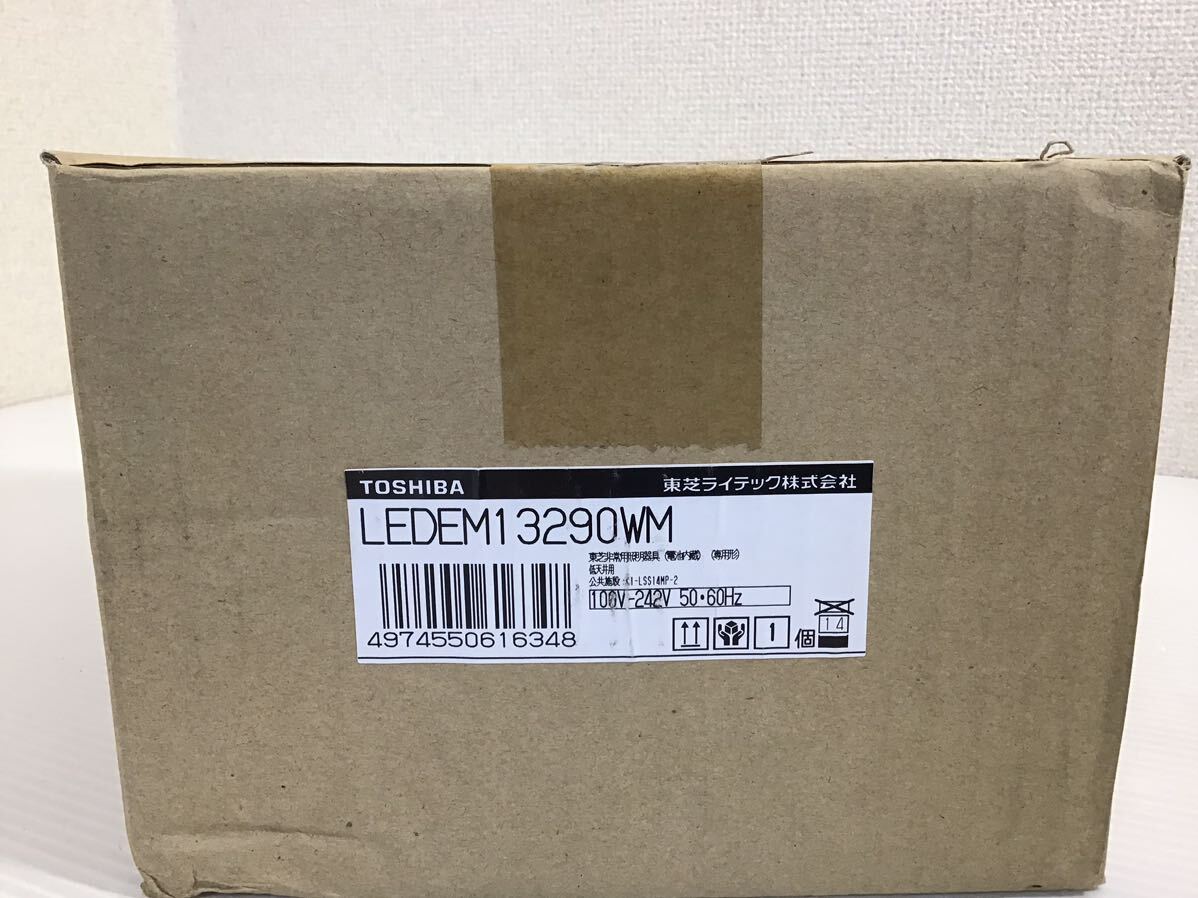 TOSHIBA 東芝ライテック株式会社
LEDEM13290WM
東芝非常用照明器具（電池内蔵）（専用形）
低天井用
公共施設：K1-LSS14MP-2
100V-242V 50・60Hz
4974550616348
1 個
14